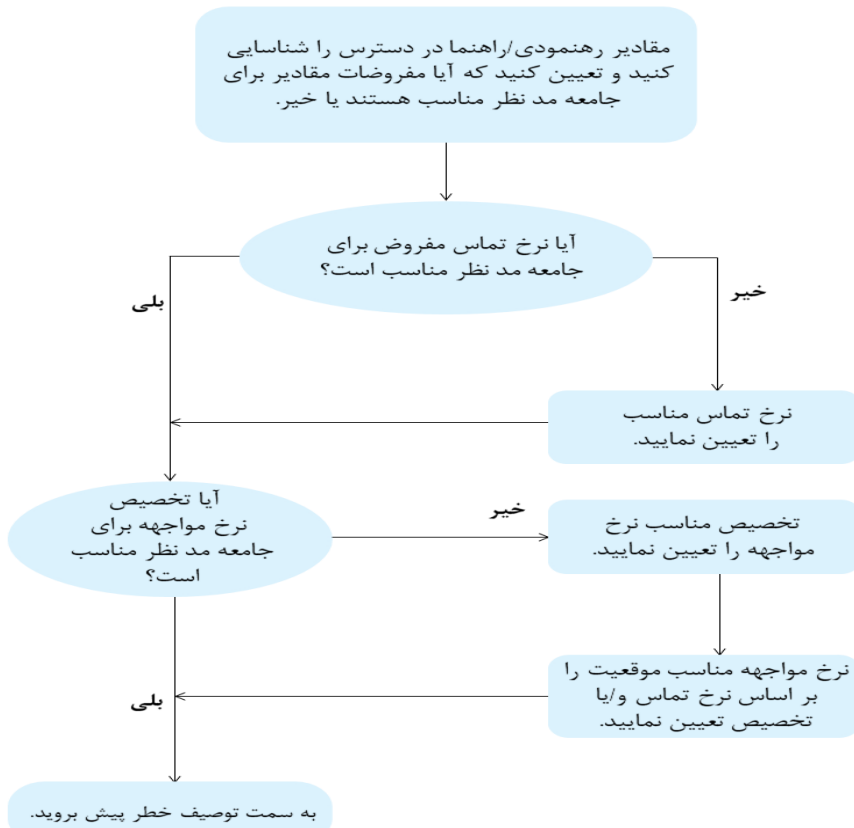 مقادیر رهنمودی/راهنما در دسترس را شناسایی
کنید و تعیین کنید که آیا مفروضات مقادیر برای
جامعه مد نظر مناسب هستند یا خیر.
آیا نرخ تماس مفروض برای
جامعه مد نظر مناسب است؟
خیر
بلی
نرخ تماس مناسب
را تعیین نمایید.
آیا تخصیص
نرخ مواجهه برای
جامعه مد نظر مناسب
است؟
خیر
تخصیص مناسب نرخ
مواجهه را تعیین نمایید.
نرخ مواجهه مناسب موقعیت را
بر اساس نرخ تماس و/یا
تخصیص تعیین نمایید.
بلی
به سمت توصیف خطر پیش بروید.